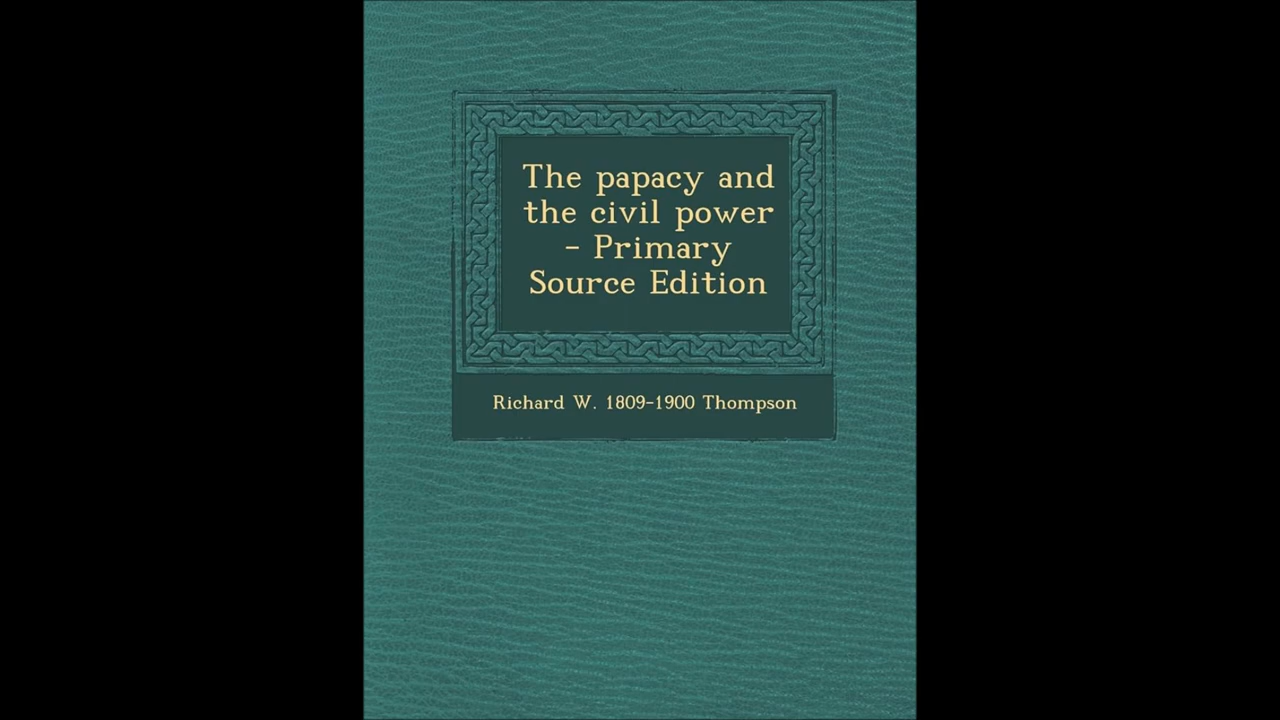 The papacy and
the civil power
- Primary
Source Edition
Richard W. 1809-1900 Thompson